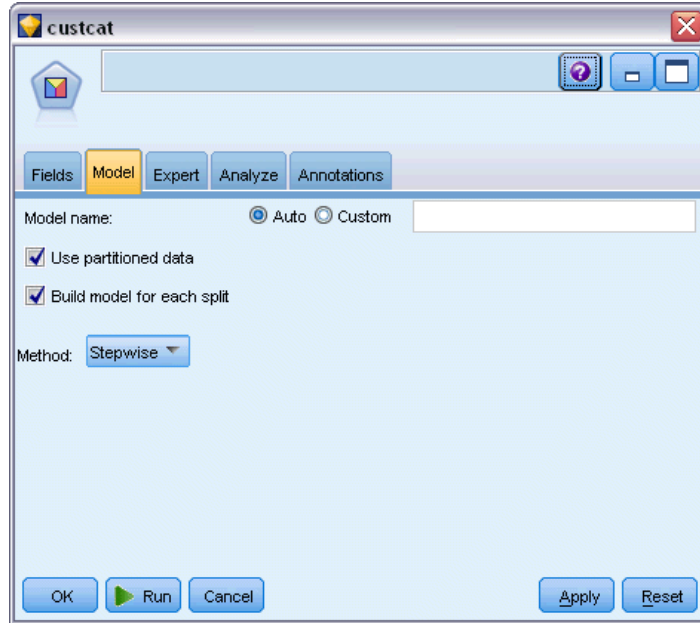 custcat
?
Fields Model Expert Analyze Annotations
Model name: Auto Custom
Use partitioned data
Build model for each split
Method: Stepwise
OK Run Cancel Apply Reset